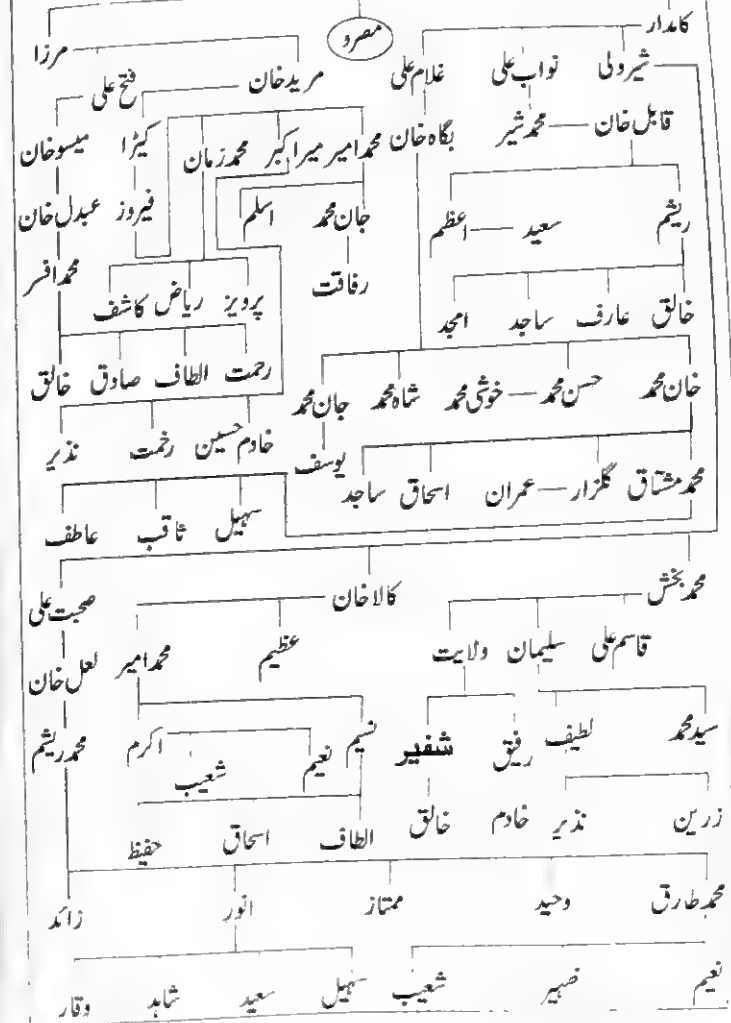 مصرو
کامدار
مرزا
شیرولی نواب علی غلام علی مرید خان فتح علی
قابل خان محمد شیر بگاہ خان محمد امیر میر اکبر محمد زمان کیڑا میسو خان
ریشم سعید اعظم جان محمد اسلم فیروز عبدل خان
رفاقت محمد افسر
خالق عارف ساجد امجد پرویز ریاض کاشف
رحمت الطاف صادق خالق
خان محمد حسن محمد خوشی محمد شاہ محمد جان محمد
خادم حسین رخمت نذیر
یوسف
محمد مشتاق گلزار عمران اسحاق ساجد
سہیل ثاقب عاطف
محمد بخش کالا خان صحبت علی
قاسم علی سلیمان ولایت عظیم محمد امیر لعل خان
سید محمد لطیف رفیق شفیر نسیم نعیم شعیب اکرم محمد ریشم
زرین نذیر خادم خالق الطاف اسحاق حفیظ
محمد طارق وحید ممتاز انور زائد
نعیم ضہیر شعیب سہیل سعید شاہد وقار